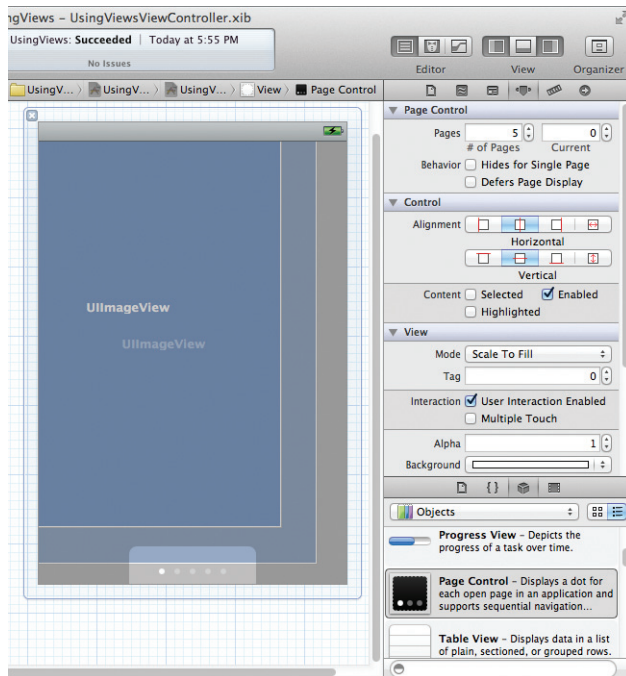 ngViews – UsingViewsViewController.xib
UsingViews: Succeeded | Today at 5:55 PM
No Issues
Editor View Organizer
UsingV... UsingV... UsingV... View Page Control
Page Control
Pages 5 0
# of Pages Current
Behavior Hides for Single Page
Defers Page Display
Control
Alignment
Horizontal
Vertical
Content Selected Enabled
Highlighted
View
Mode Scale To Fill
Tag 0
Interaction User Interaction Enabled
Multiple Touch
Alpha 1
Background
UIImageView
UIImageView
{}
Objects
Progress View – Depicts the
progress of a task over time.
Page Control – Displays a dot for
each open page in an application and
supports sequential navigation...
Table View – Displays data in a list
of plain, sectioned, or grouped rows.